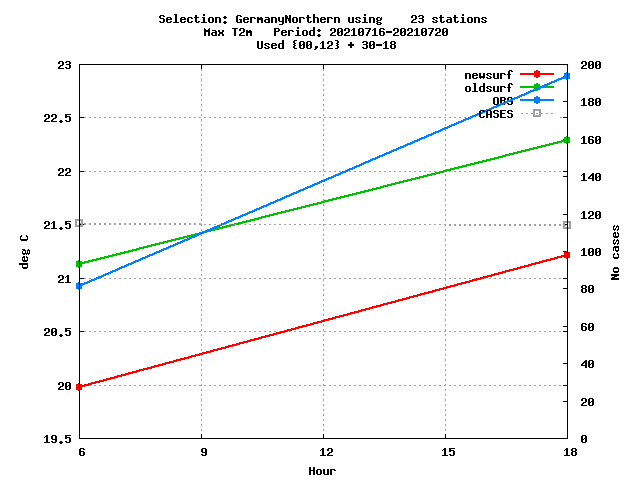 Selection: GermanyNorthern using    23 stations
Max T2m   Period: 20210716-20210720
Used {00,12} + 30-18
newsurf
oldsurf
OBS
CASES
23
22.5
22
21.5
21
20.5
20
19.5
deg C
200
180
160
140
120
100
80
60
40
20
0
No cases
6 9 12 15 18
Hour